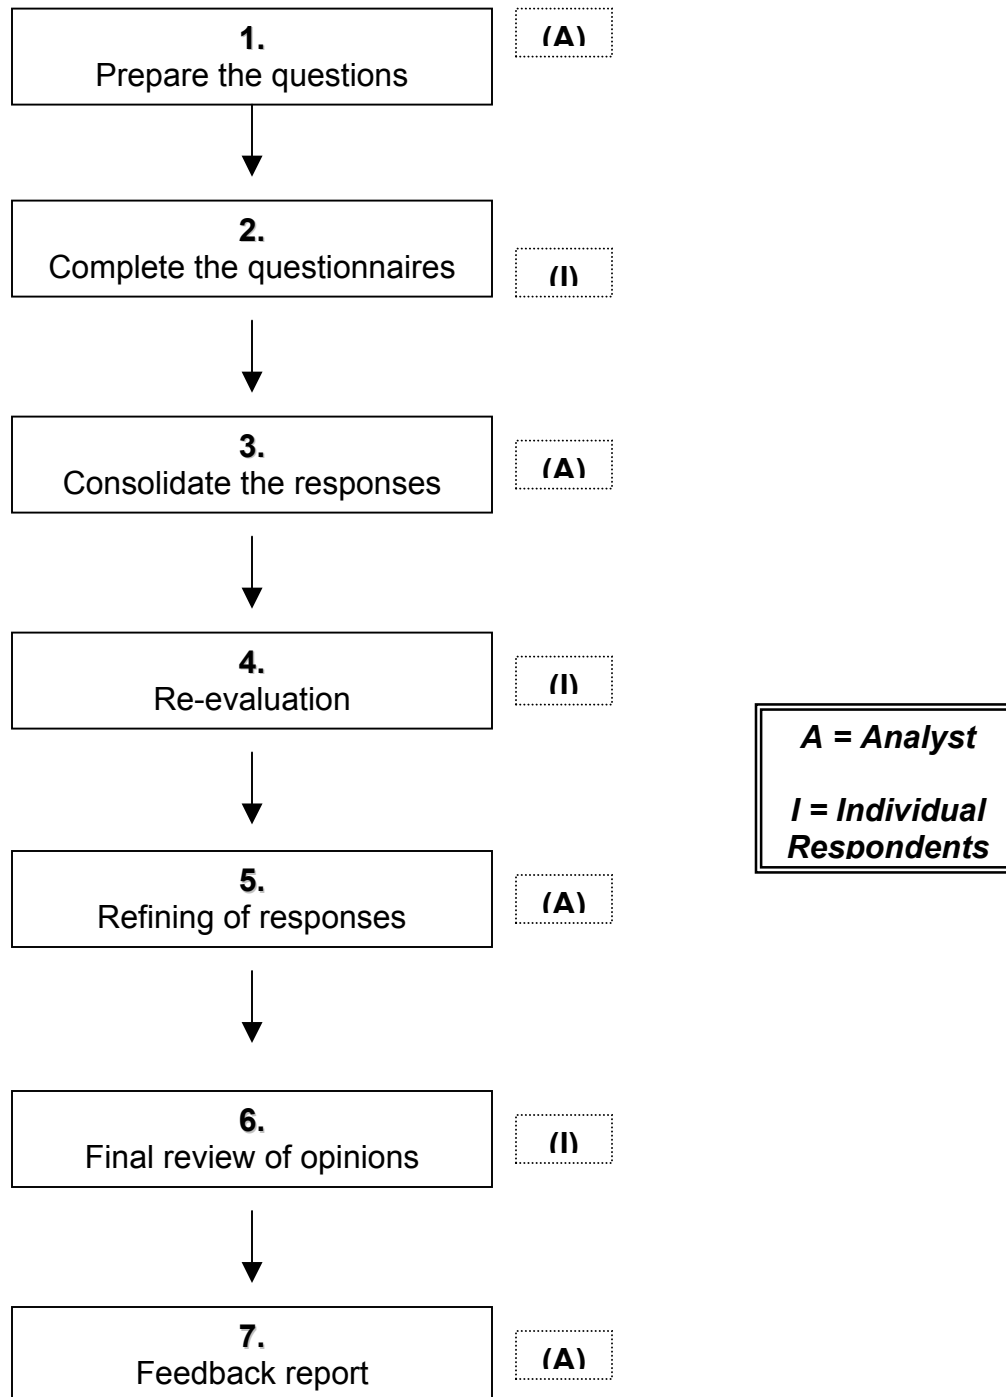 1.
Prepare the questions
(A)
2.
Complete the questionnaires
(I)
3.
Consolidate the responses
(A)
4.
Re-evaluation
(I)
A = Analyst
I = Individual
Respondents
5.
Refining of responses
(A)
6.
Final review of opinions
(I)
7.
Feedback report
(A)